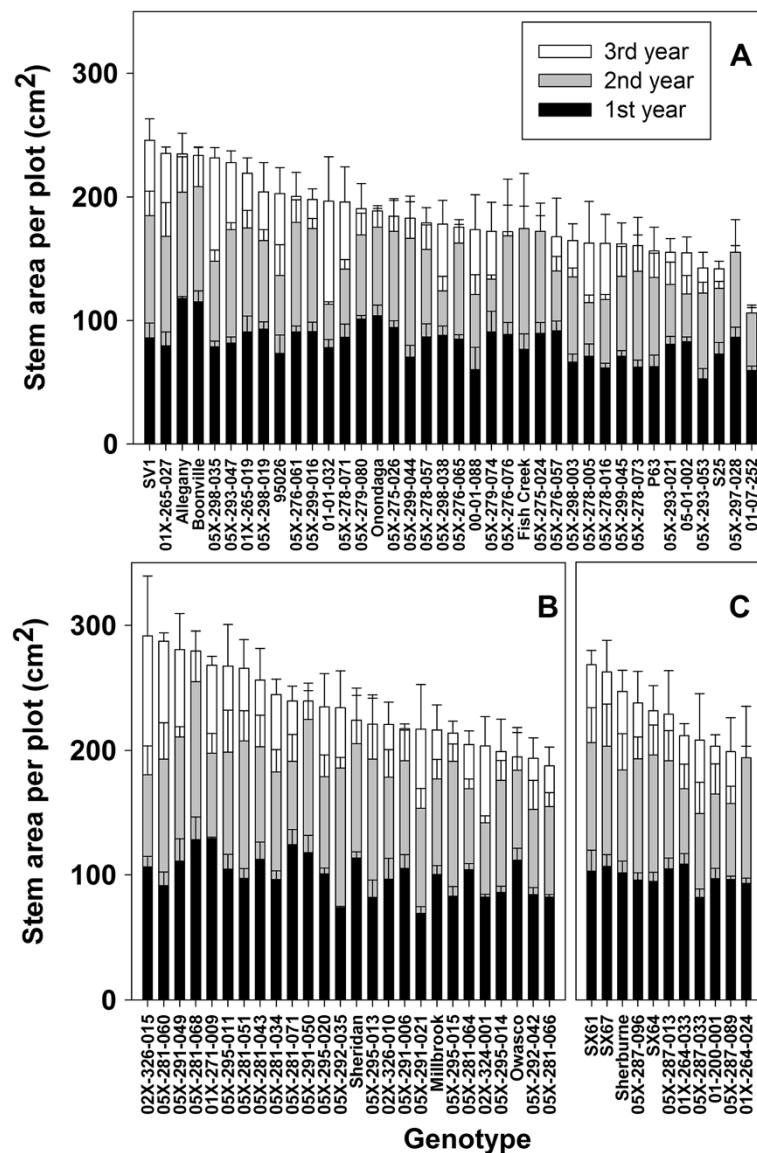 A
3rd year
2nd year
1st year
Stem area per plot (cm²)
300
200
100
0
SV1
01X-265-027
Allegany
Boonville
05X-298-035
05X-293-047
01X-265-019
05X-298-019
95026
05X-276-061
05X-299-016
01-01-032
05X-278-071
05X-279-080
Onondaga
05X-275-026
05X-299-044
05X-278-057
05X-298-038
05X-276-065
00-01-088
05X-279-074
05X-276-076
Fish Creek
05X-275-024
05X-276-057
05X-298-003
05X-278-005
05X-278-016
05X-299-045
05X-278-073
P63
05X-293-021
05-01-002
05X-293-053
S25
05X-297-028
01-07-252
B
Stem area per plot (cm²)
300
200
100
0
02X-326-015
05X-281-060
05X-291-049
05X-281-068
01X-271-009
05X-295-011
05X-281-051
05X-281-043
05X-281-034
05X-281-071
05X-291-050
05X-295-020
05X-292-035
Sheridan
05X-295-013
02X-326-010
05X-291-006
05X-291-021
Millbrook
05X-295-015
05X-281-064
02X-324-001
05X-295-014
Owasco
05X-292-042
05X-281-066
C
SX61
SX67
Sherburne
05X-287-096
SX64
05X-287-013
01X-264-033
05X-287-033
01-200-001
05X-287-089
01X-264-024
Genotype